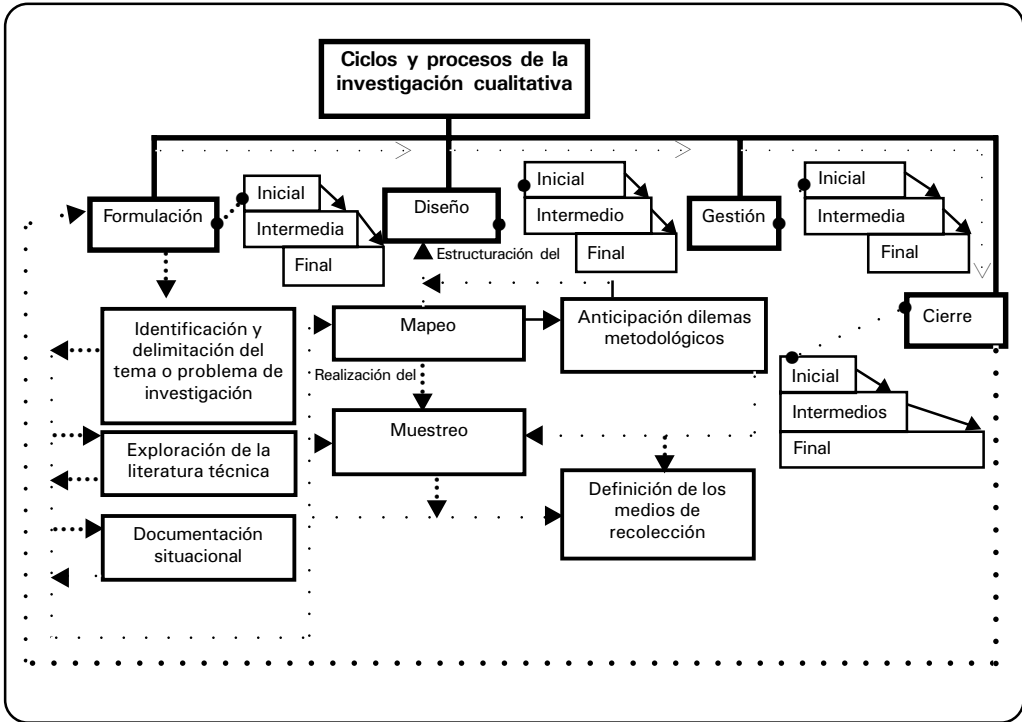 Ciclos y procesos de la
investigación cualitativa
Formulación
Inicial
Intermedia
Final
Diseño
Inicial
Intermedio
Final
Gestión
Inicial
Intermedia
Final
Cierre
Inicial
Intermedios
Final
Estructuración del
Identificación y
delimitación del
tema o problema de
investigación
Mapeo
Anticipación dilemas
metodológicos
Realización del
Exploración de la
literatura técnica
Muestreo
Documentación
situacional
Definición de los
medios de
recolección